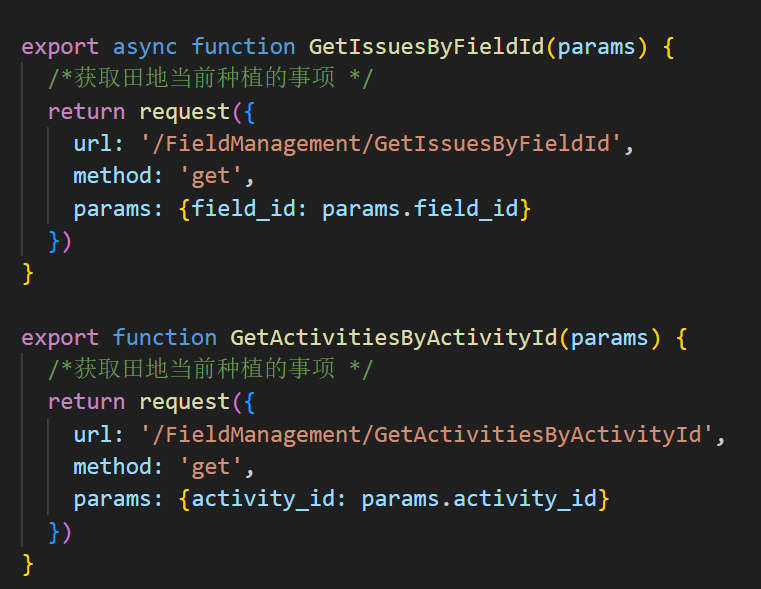 export async function GetIssuesByFieldId(params) {
/*获取田地当前种植的事项 */
return request({
url: '/FieldManagement/GetIssuesByFieldId',
method: 'get',
params: {field_id: params.field_id}
})
}
export function GetActivitiesByActivityId(params) {
/*获取田地当前种植的事项 */
return request({
url: '/FieldManagement/GetActivitiesByActivityId',
method: 'get',
params: {activity_id: params.activity_id}
})
}